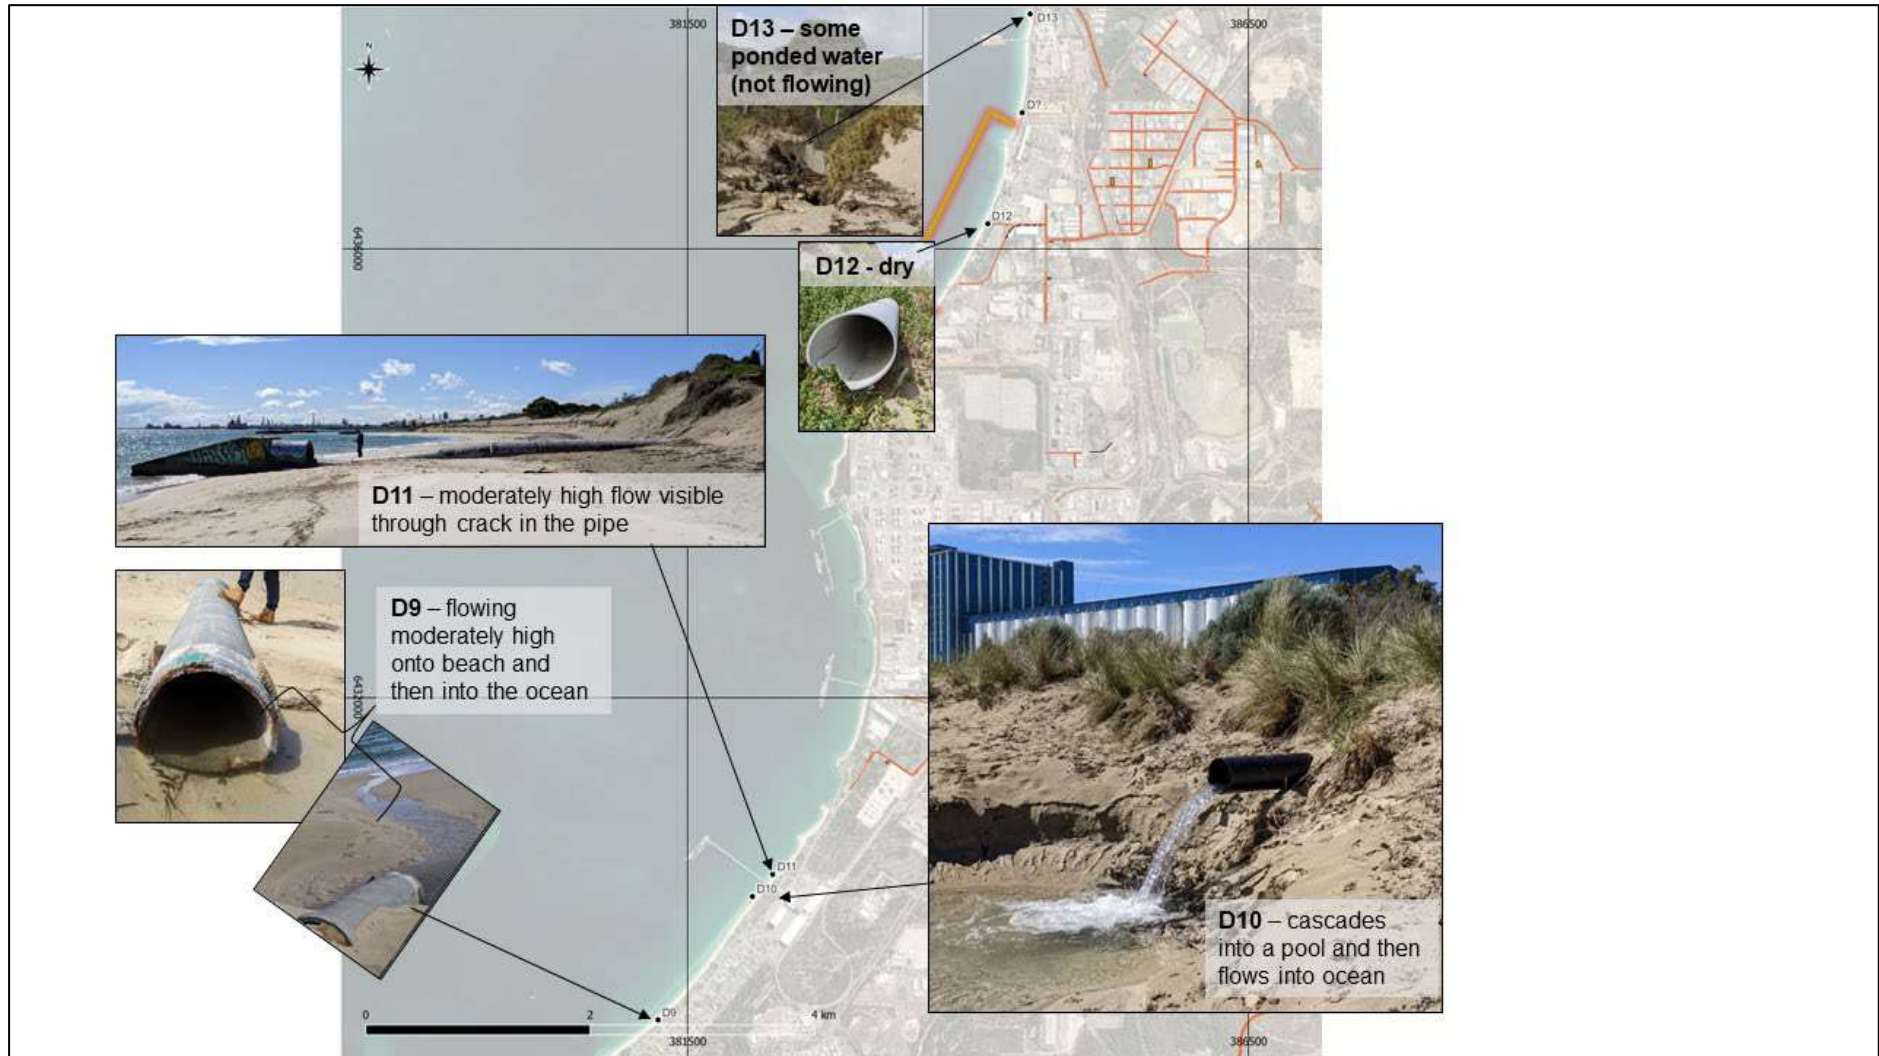 381500
386500
N
D13 – some
ponded water
(not flowing)
D13
D?
D12
6436000
D12 - dry
D11 – moderately high flow visible
through crack in the pipe
D9 – flowing
moderately high
onto beach and
then into the ocean
6432000
D11
D10
D10 – cascades
into a pool and then
flows into ocean
D9
0
2
4 km
381500
386500